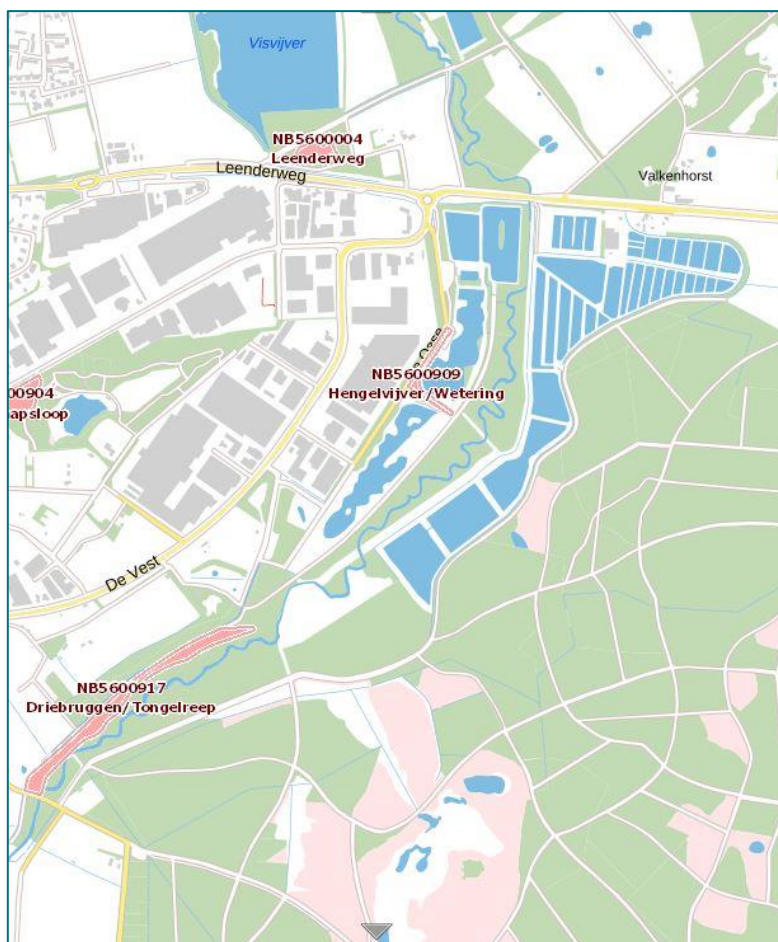 Visvijver
NB5600004
Leenderweg
Leenderweg
Valkenhorst
NB5600909
Hengelvijver/Wetering
00904
apsloop
De Vest
NB5600917
Driebruggen/Tongelreep